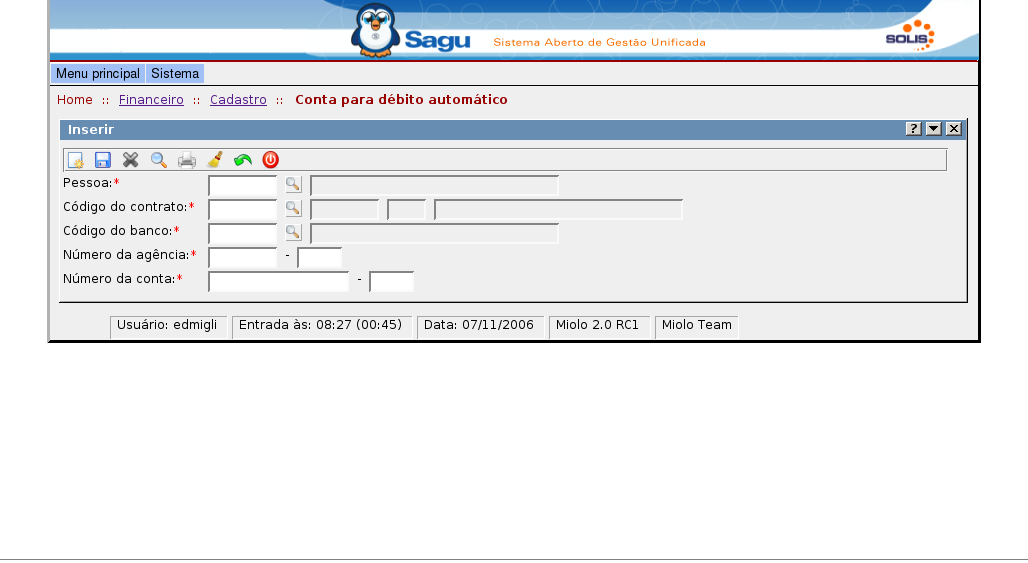 Sagu Sistema Aberto de Gestão Unificada SOLIS
Menu principal Sistema
Home :: Financeiro :: Cadastro :: Conta para débito automático
Inserir ?
Pessoa:*
Código do contrato:*
Código do banco:*
Número da agência:* -
Número da conta:* -
Usuário: edmigli Entrada às: 08:27 (00:45) Data: 07/11/2006 Miolo 2.0 RC1 Miolo Team